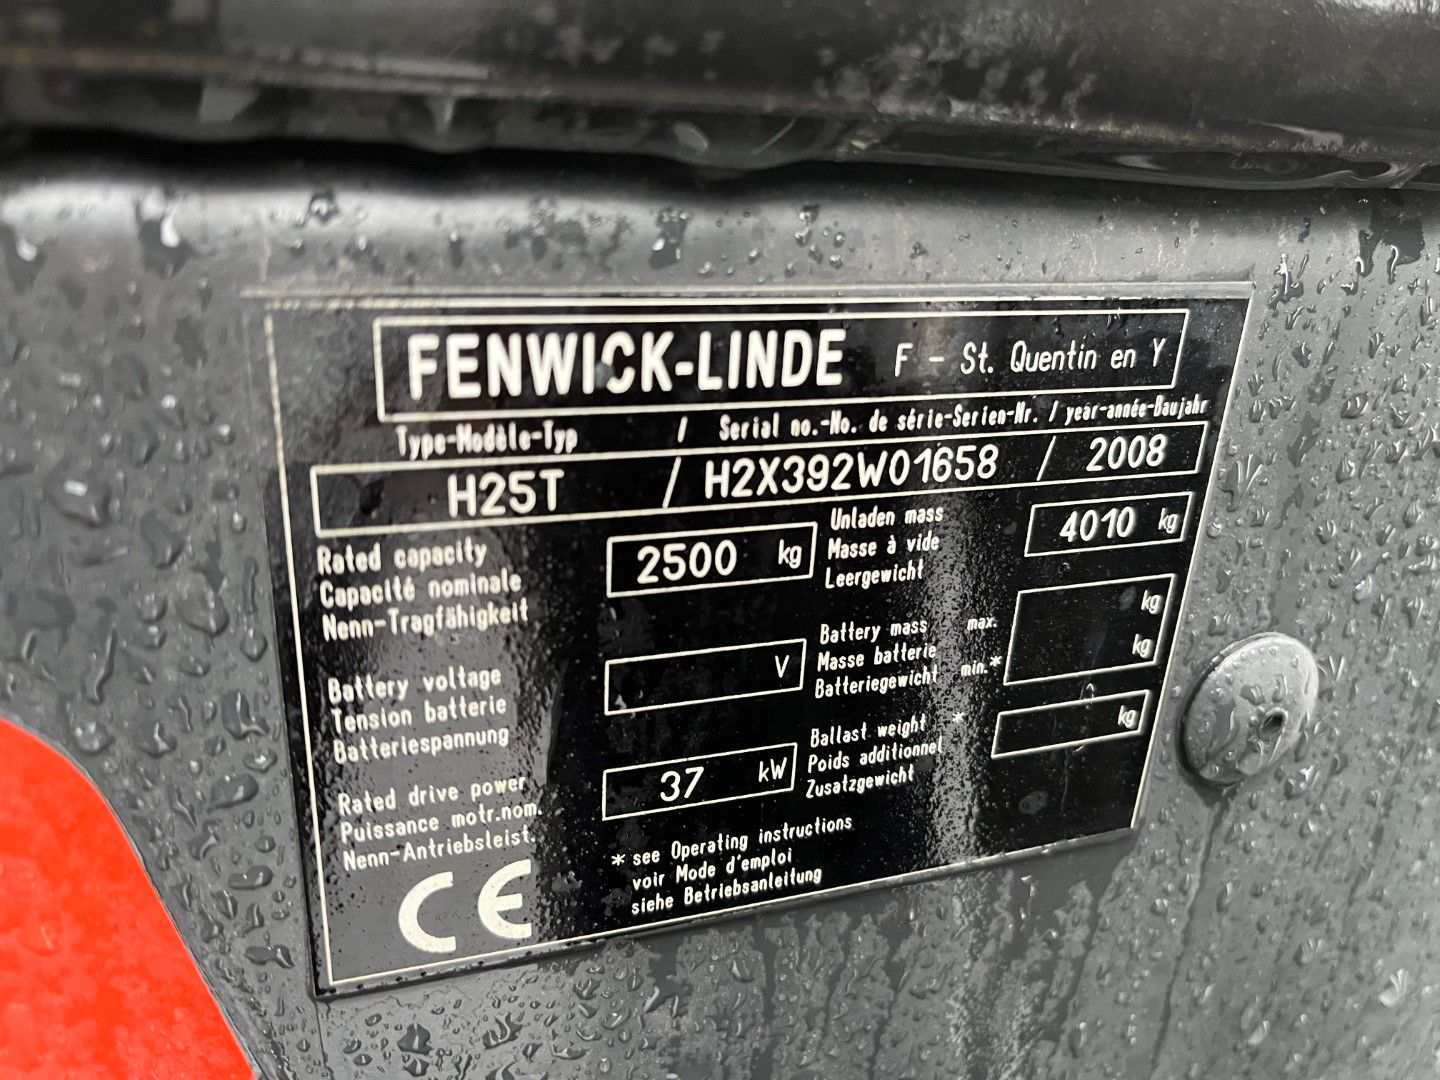 FENWICK-LINDE F - St. Quentin en Y
Type-Modèle-Typ / Serial no.-No. de série-Serien-Nr. / year-année-Baujahr
H25T / H2X392W01658 / 2008
Rated capacity
Capacité nominale
Nenn-Tragfähigkeit
2500 kg
Unladen mass
Masse à vide
Leergewicht
4010 kg
Battery voltage
Tension batterie
Batteriespannung
V
Battery mass max. kg
Masse batterie
Batteriegewicht min.* kg
Rated drive power
Puissance motr.nom.
Nenn-Antriebsleist.
37 kW
Ballast weight *
Poids additionnel
Zusatzgewicht
kg
CE
* see Operating instructions
voir Mode d'emploi
siehe Betriebsanleitung